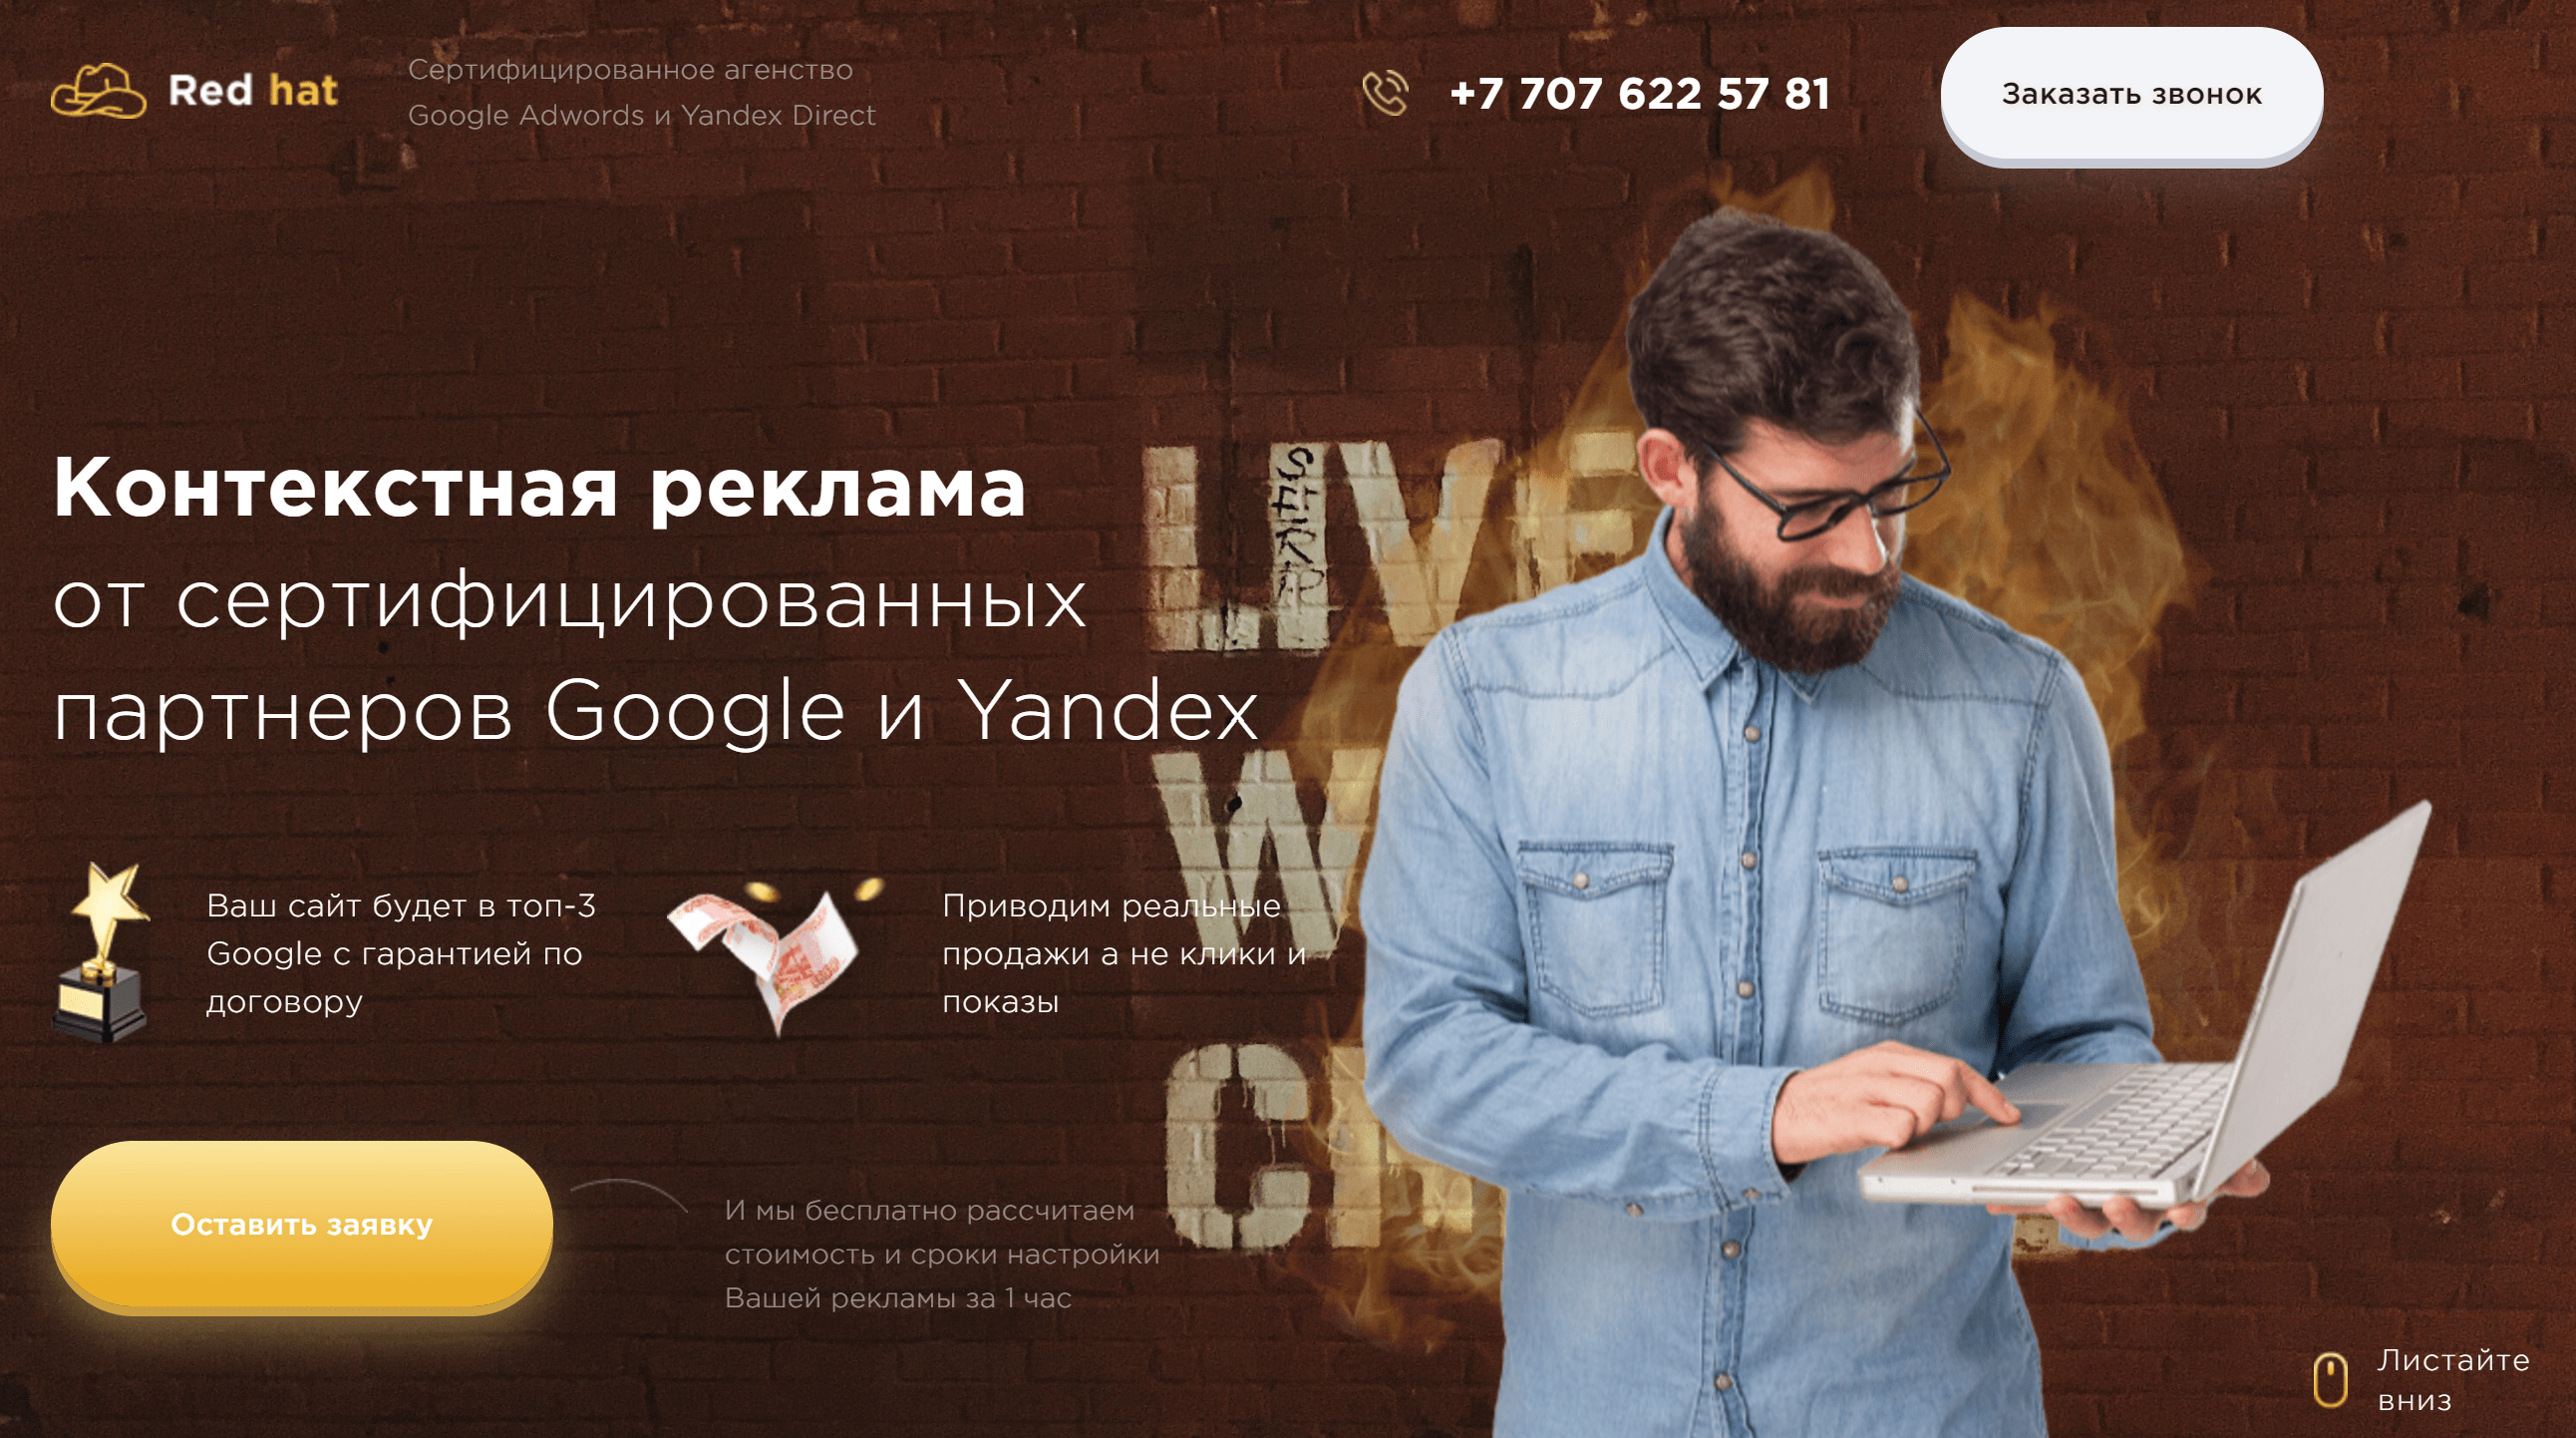 Red hat
Сертифицированное агенство
Google Adwords и Yandex Direct
+7 707 622 57 81
Заказать звонок
Контекстная реклама
от сертифицированных
партнеров Google и Yandex
LIVE
W
Ваш сайт будет в топ-3
Google с гарантией по
договору
Приводим реальные
продажи а не клики и
показы
Оставить заявку
И мы бесплатно рассчитаем
стоимость и сроки настройки
Вашей рекламы за 1 час
Листайте
вниз